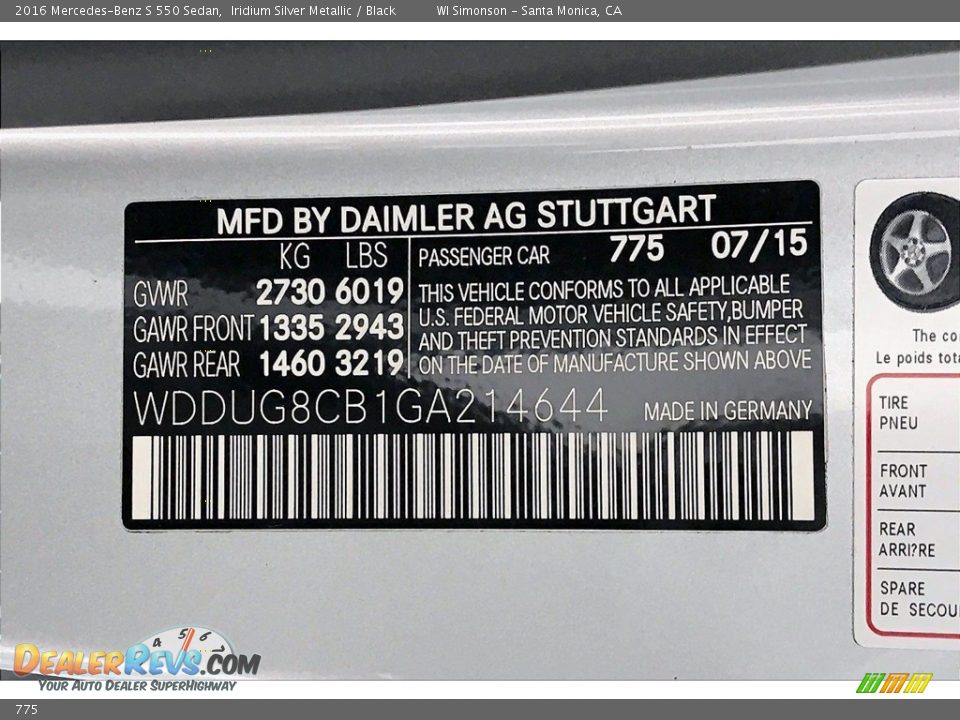 2016 Mercedes-Benz S 550 Sedan, Iridium Silver Metallic / Black WI Simonson - Santa Monica, CA
MFD BY DAIMLER AG STUTTGART
KG LBS PASSENGER CAR 775 07/15
GVWR 2730 6019
GAWR FRONT 1335 2943
GAWR REAR 1460 3219
THIS VEHICLE CONFORMS TO ALL APPLICABLE
U.S. FEDERAL MOTOR VEHICLE SAFETY,BUMPER
AND THEFT PREVENTION STANDARDS IN EFFECT
ON THE DATE OF MANUFACTURE SHOWN ABOVE
WDDUG8CB1GA214644 MADE IN GERMANY
The
Le poids
TIRE
PNEU
FRONT
AVANT
REAR
ARRI?RE
SPARE
DE
4 5 6 7
DealerRevs.com
Your Auto Dealer SuperHighway
775